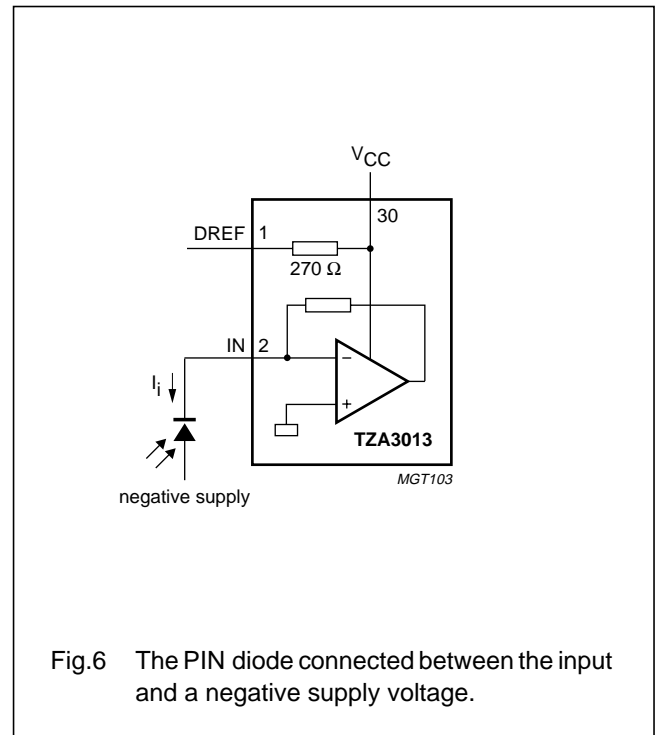 VCC
30
DREF 1
270 Ω
IN 2
Ii
−
+
TZA3013
MGT103
negative supply
Fig.6 The PIN diode connected between the input
and a negative supply voltage.